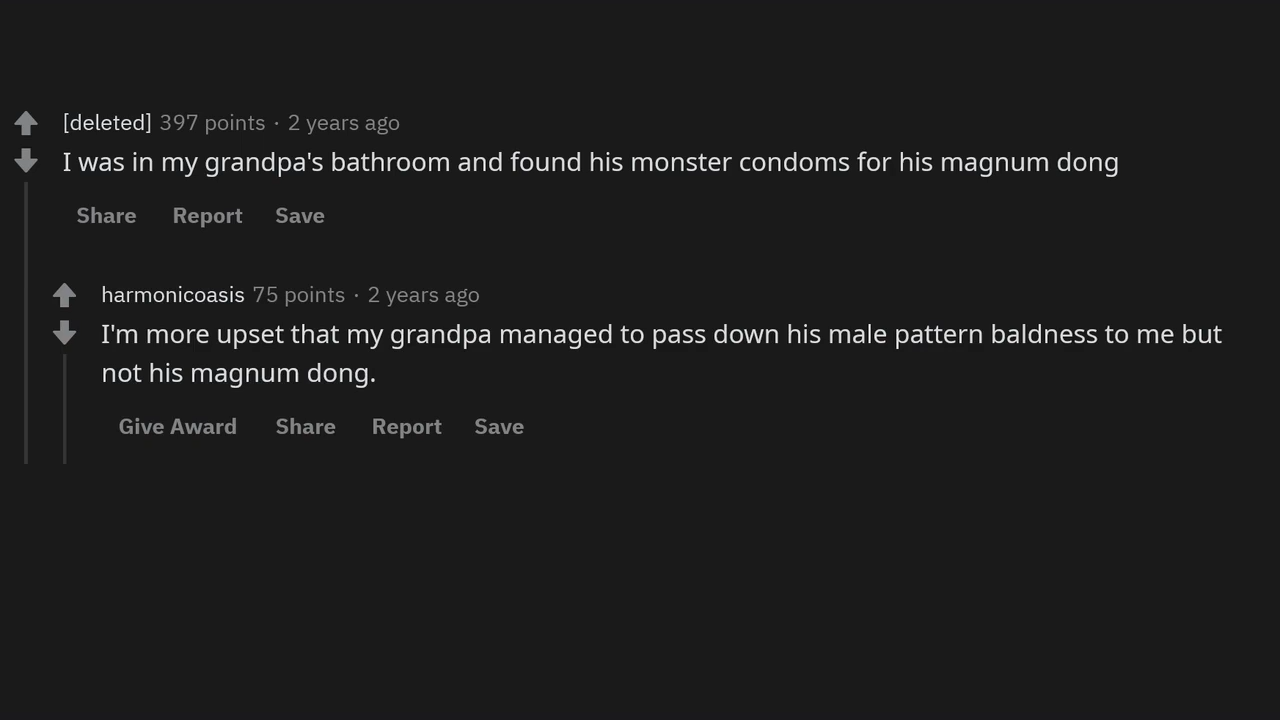 [deleted] 397 points · 2 years ago
I was in my grandpa's bathroom and found his monster condoms for his magnum dong
Share Report Save
harmonicoasis 75 points · 2 years ago
I'm more upset that my grandpa managed to pass down his male pattern baldness to me but
not his magnum dong.
Give Award Share Report Save